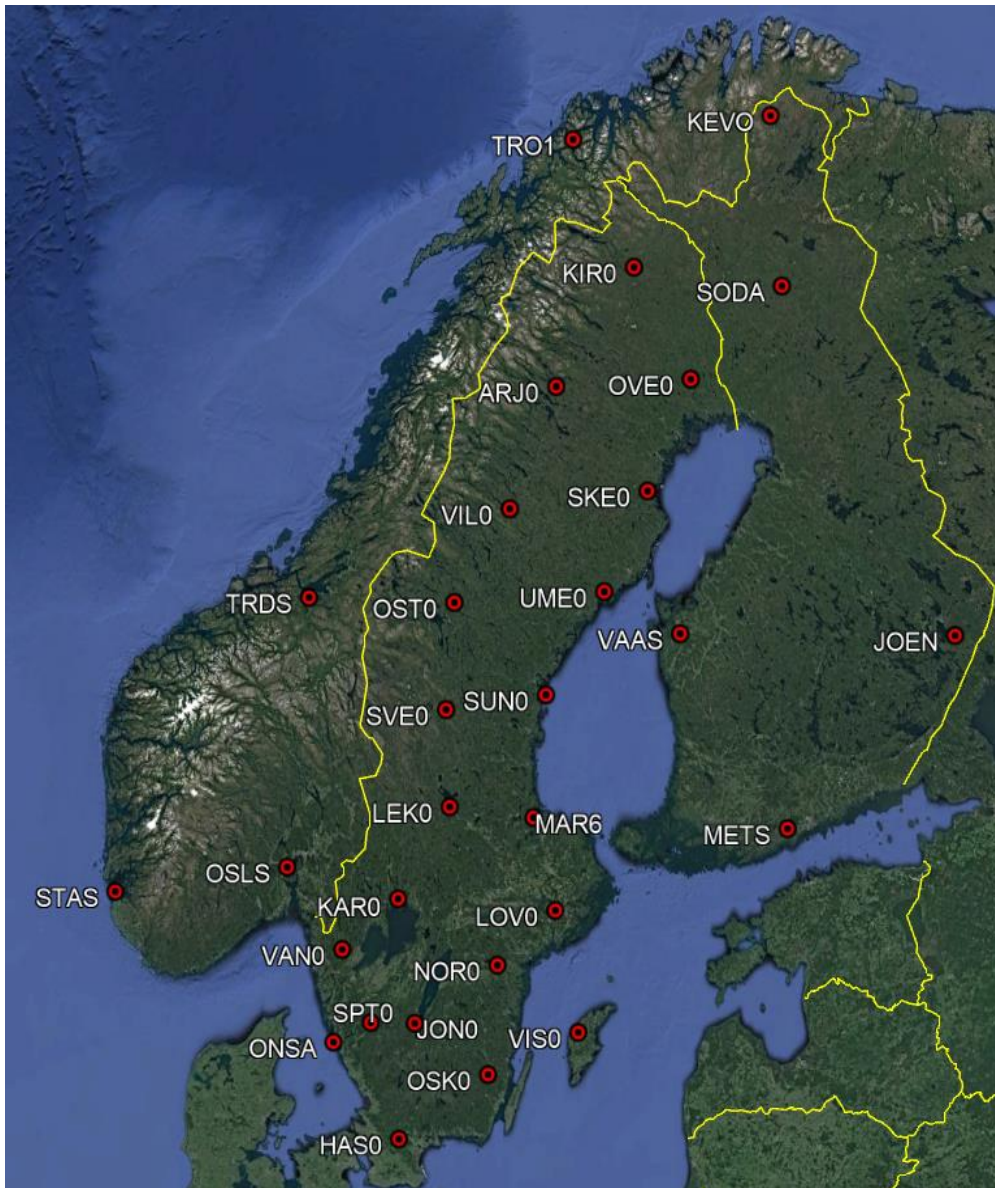 KEVO
TRO1
KIR0
SODA
ARJ0
OVE0
SKE0
VIL0
UME0
TRDS
OST0
VAAS
JOEN
SUN0
SVE0
LEK0
MAR6
METS
OSLS
STAS
KAR0
LOV0
VAN0
NOR0
SPT0
JON0
VIS0
ONSA
OSK0
HAS0